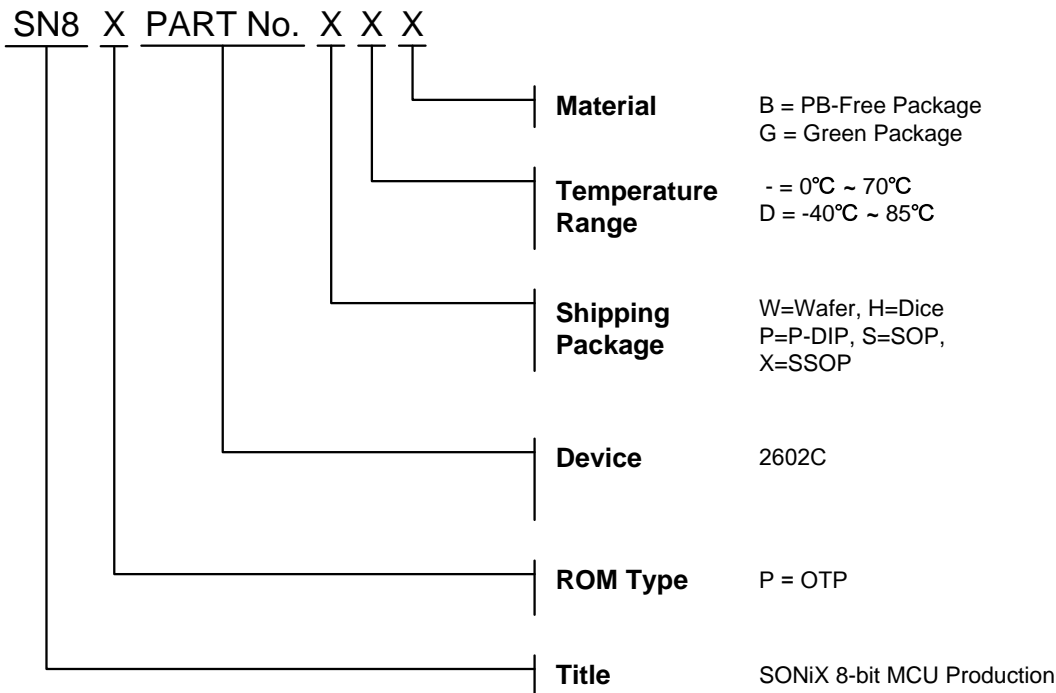 SN8 X PART No. X X X
Material
B = PB-Free Package
G = Green Package
Temperature
Range
- = 0℃ ~ 70℃
D = -40℃ ~ 85℃
Shipping
Package
W=Wafer, H=Dice
P=P-DIP, S=SOP,
X=SSOP
Device
2602C
ROM Type
P = OTP
Title
SONiX 8-bit MCU Production